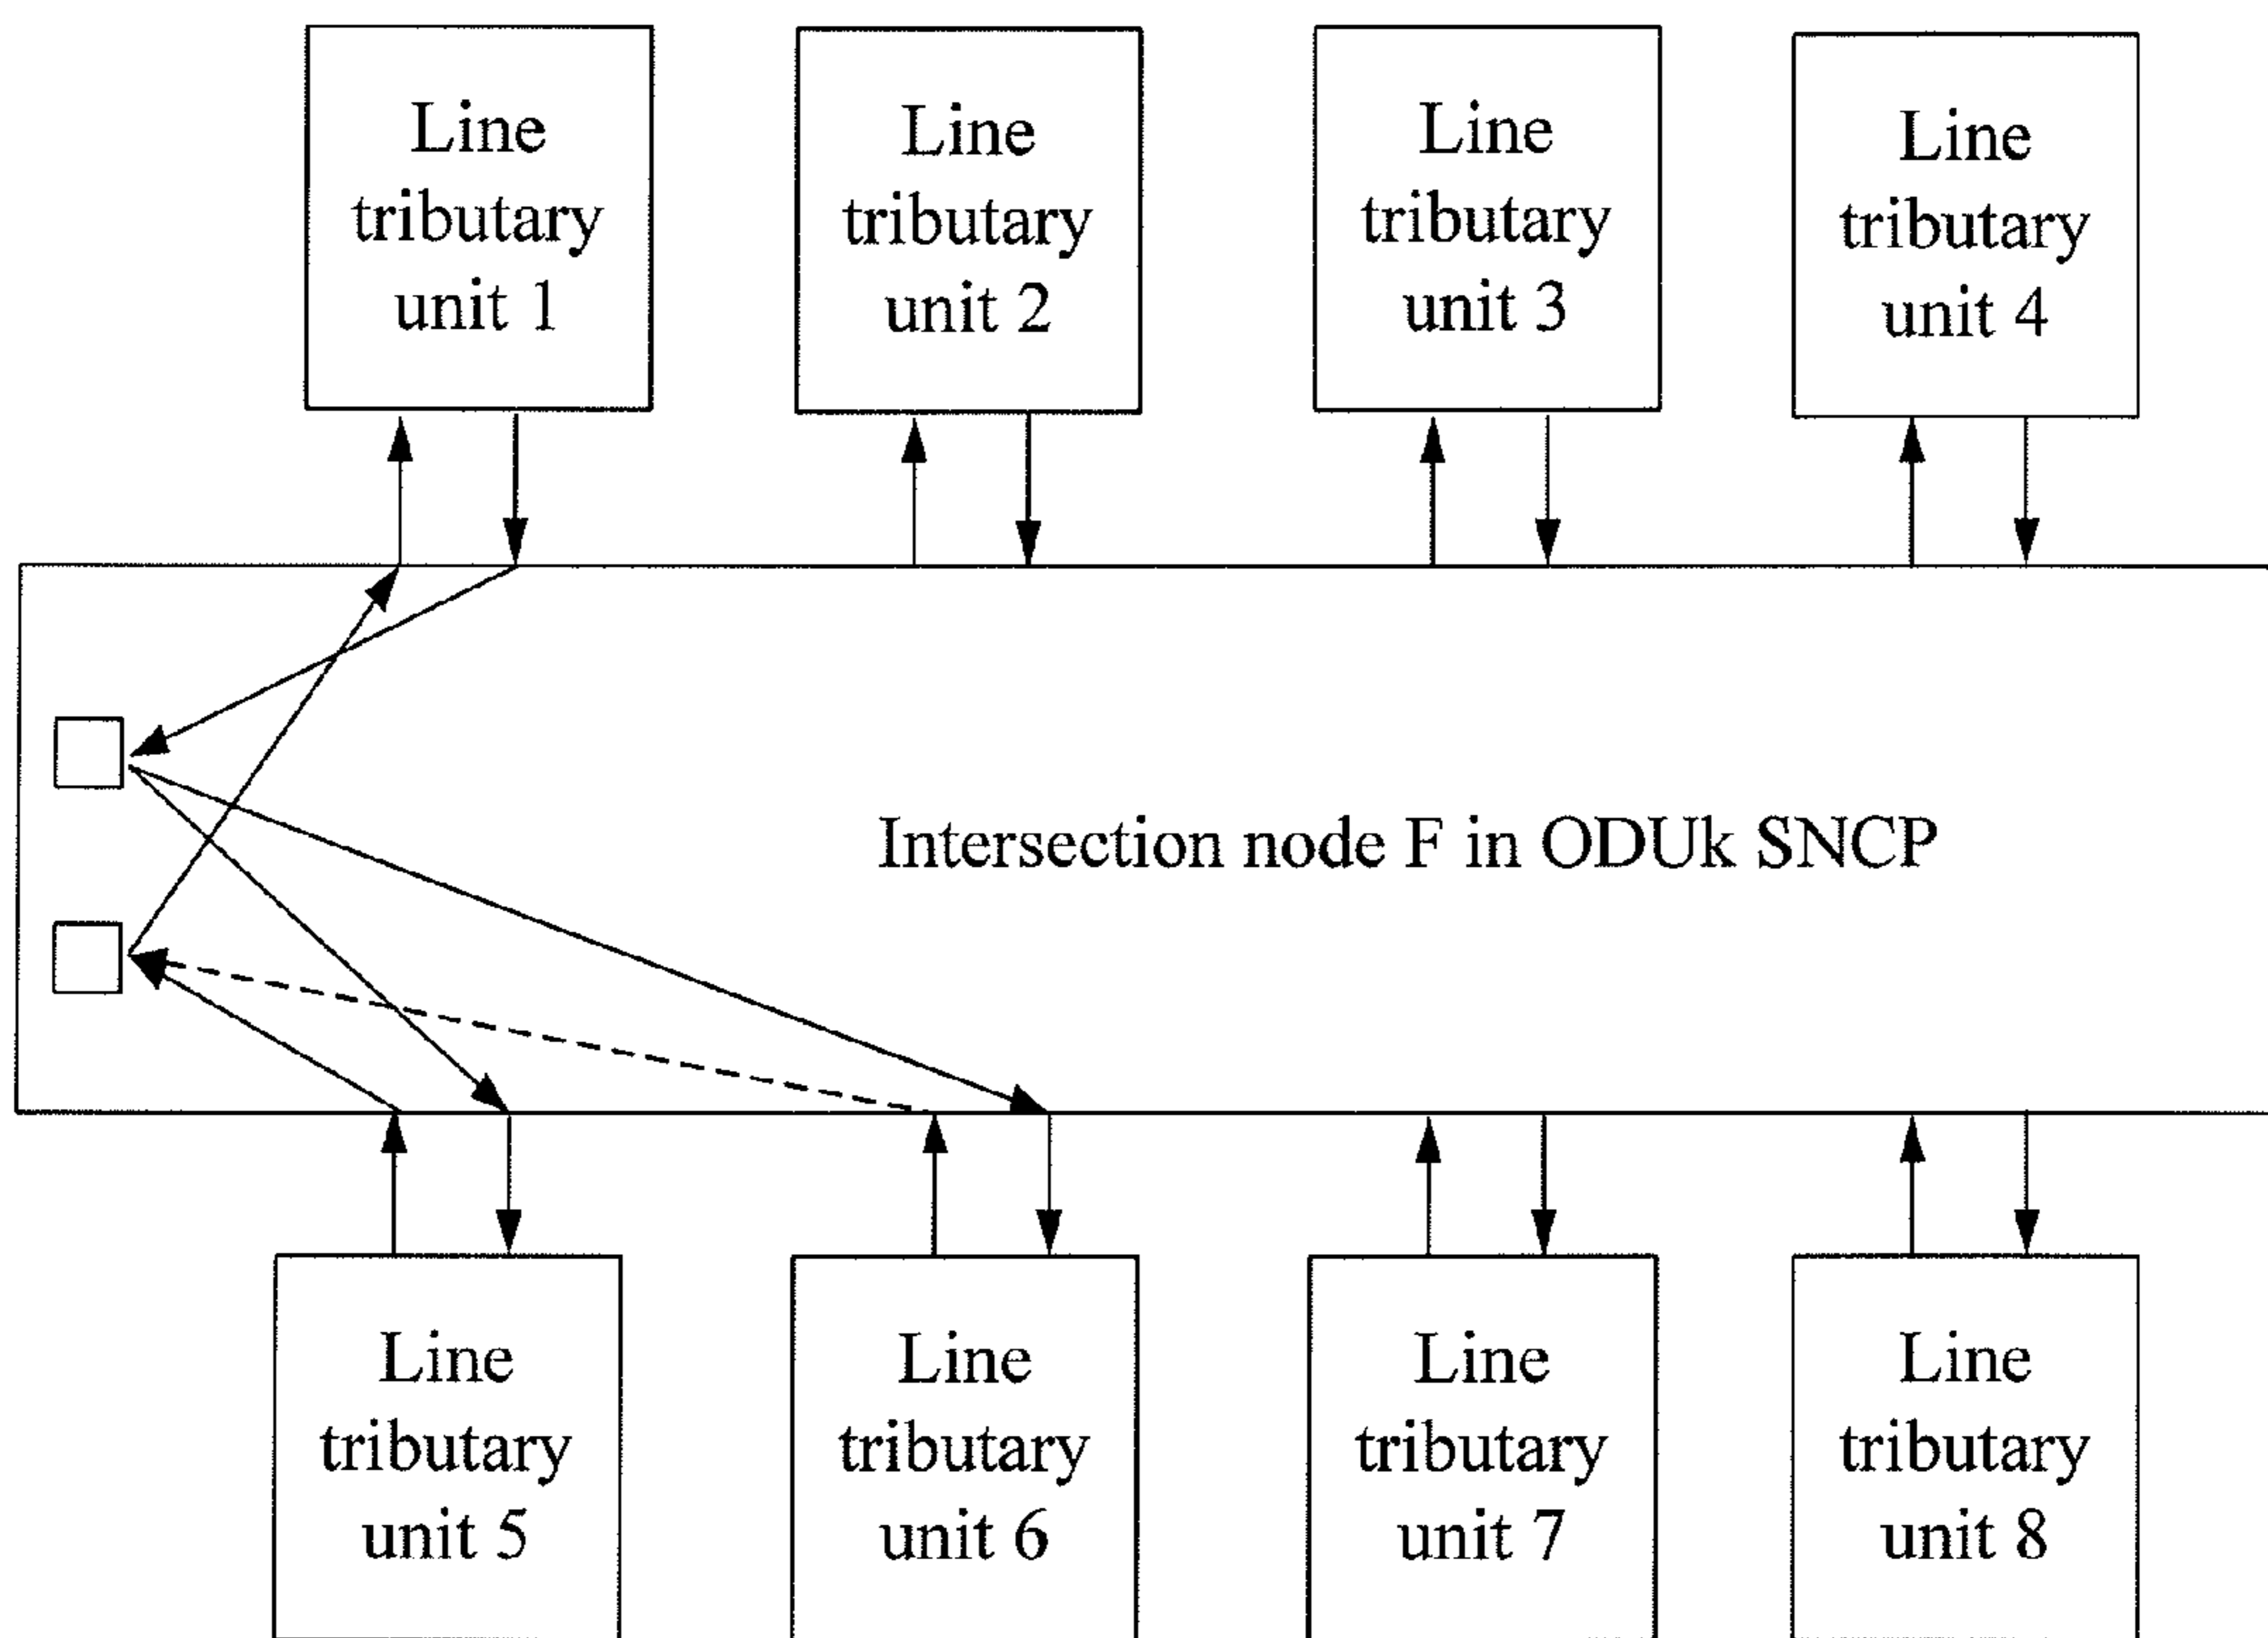 Line
tributary
unit 1
Line
tributary
unit 2
Line
tributary
unit 3
Line
tributary
unit 4
Intersection node F in ODUk SNCP
Line
tributary
unit 5
Line
tributary
unit 6
Line
tributary
unit 7
Line
tributary
unit 8